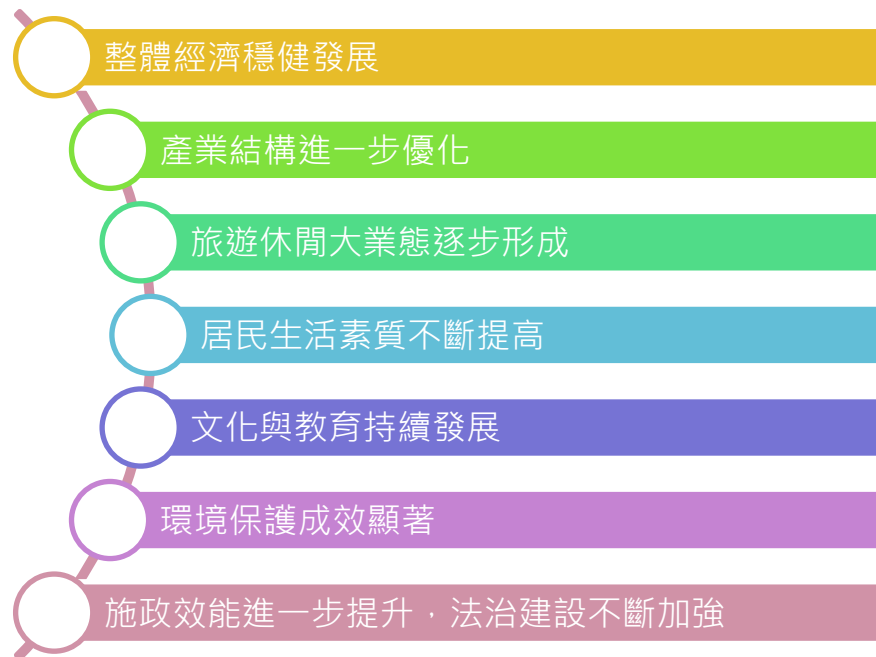 整體經濟穩健發展
產業結構進一步優化
旅遊休閒大業態逐步形成
居民生活素質不斷提高
文化與教育持續發展
環境保護成效顯著
施政效能進一步提升，法治建設不斷加強